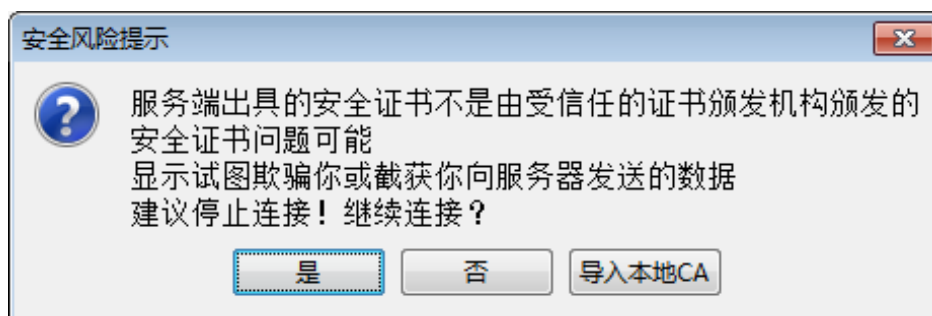 安全风险提示
服务端出具的安全证书不是由受信任的证书颁发机构颁发的
安全证书问题可能
显示试图欺骗你或截获你向服务器发送的数据
建议停止连接！继续连接？
是
否
导入本地CA